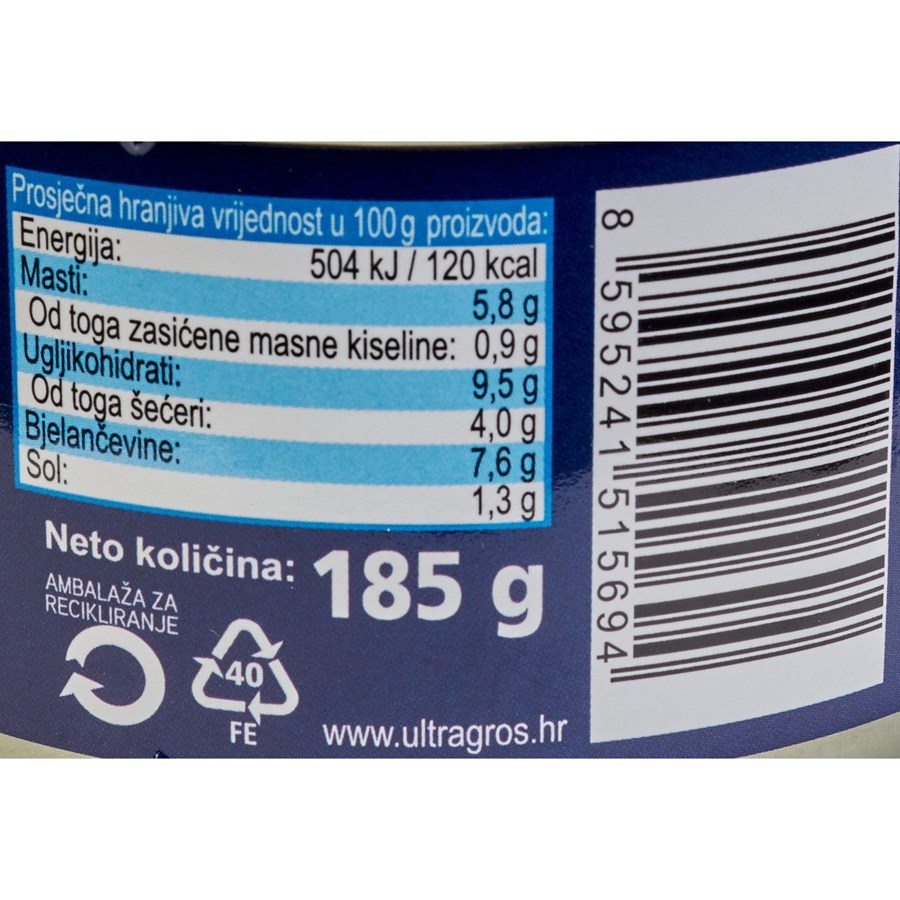 Prosječna hranjiva vrijednost u 100g proizvoda:
Energija: 504 kJ / 120 kcal
Masti: 5,8 g
Od toga zasićene masne kiseline: 0,9 g
Ugljikohidrati: 9,5 g
Od toga šećeri: 4,0 g
Bjelančevine: 7,6 g
Sol: 1,3 g
Neto količina: 185 g
AMBALAŽA ZA
RECIKLIRANJE
40
FE
www.ultragros.hr
8 595241 515694